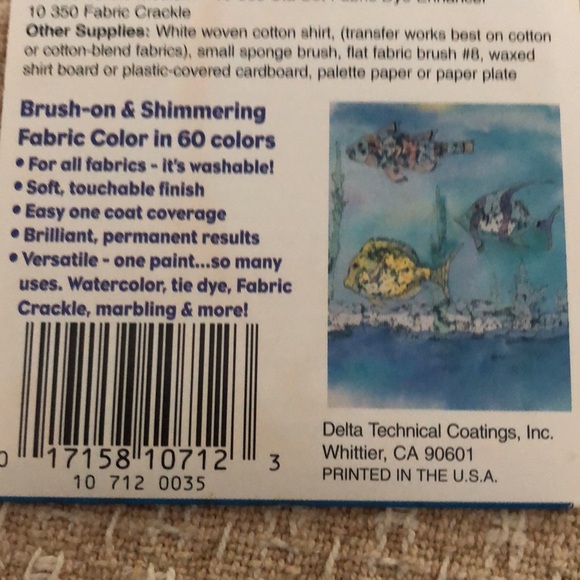 10 350 Fabric Crackle
Other Supplies: White woven cotton shirt, (transfer works best on cotton
or cotton-blend fabrics), small sponge brush, flat fabric brush #8, waxed
shirt board or plastic-covered cardboard, palette paper or paper plate
Brush-on & Shimmering
Fabric Color in 60 colors
• For all fabrics - it's washable!
• Soft, touchable finish
• Easy one coat coverage
• Brilliant, permanent results
• Versatile - one paint...so many
uses. Watercolor, tie dye, Fabric
Crackle, marbling & more!
0 17158 10712 3
10 712 0035
Delta Technical Coatings, Inc.
Whittier, CA 90601
PRINTED IN THE U.S.A.